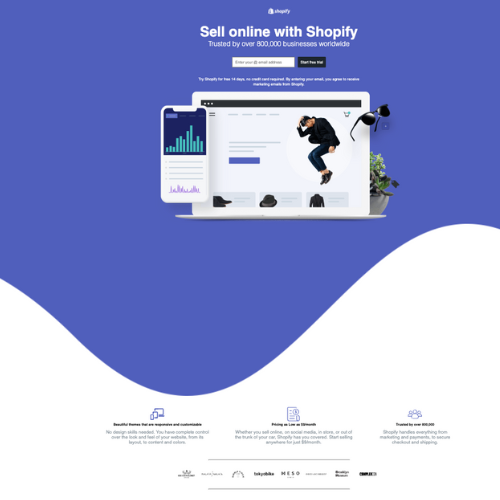 shopify
Sell online with Shopify
Trusted by over 800,000 businesses worldwide
Enter your @ email address
Start free trial
Try Shopify for free 14 days, no credit card required. By entering your email, you agree to receive
marketing emails from Shopify.
Beautiful themes that are responsive and customizable
No design skills needed. You have complete control
over the look and feel of your website, from its
layout, to content and colors.
Pricing as Low as $9/month
Whether you sell online, on social media, in store, or out of
the trunk of your car, Shopify has you covered. Start selling
anywhere for just $9/month.
Trusted by over 800,000
Shopify handles everything from
marketing and payments, to secure
checkout and shipping.
tokyobike
MESO
Brooklyn
Museum